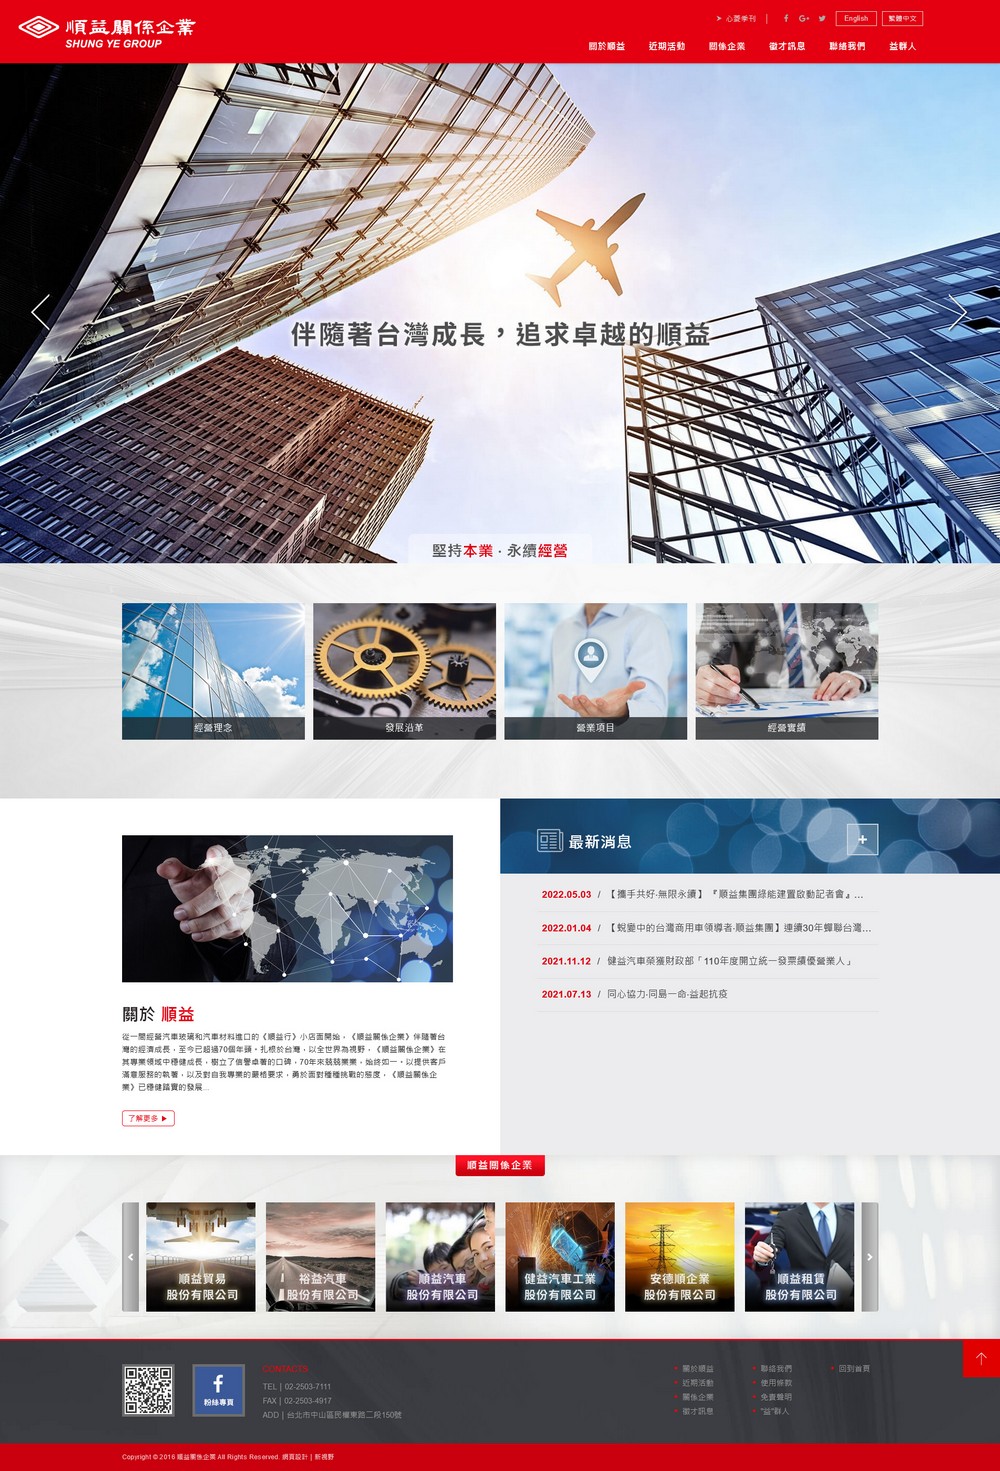 順益關係企業
SHUNG YE GROUP
心菱季刊
English
繁體中文
關於順益
近期活動
關係企業
徵才訊息
聯絡我們
益群人
伴隨著台灣成長，追求卓越的順益
堅持本業 · 永續經營
經營理念
發展沿革
營業項目
經營實績
最新消息
2022.05.03 / 【攜手共好‧無限永續】『順益集團綠能建置啟動記者會』...
2022.01.04 / 【蛻變中的台灣商用車領導者‧順益集團】連續30年蟬聯台灣...
2021.11.12 / 健益汽車榮獲財政部「110年度開立統一發票績優營業人」
2021.07.13 / 同心協力‧同島一命‧益起抗疫
關於 順益
從一間經營汽車玻璃和汽車材料進口的《順益行》小店面開始，《順益關係企業》伴隨著台
灣的經濟成長，至今已超過70個年頭。扎根於台灣，以全世界為視野，《順益關係企業》在
其專業領域中穩健成長，樹立了信譽卓著的口碑，70年來兢兢業業，始終如一。以提供客戶
滿意服務的執著，以及對自我專業的嚴格要求，勇於面對種種挑戰的態度，《順益關係企
業》已穩健踏實的發展...
了解更多 ▶
順益關係企業
順益貿易
股份有限公司
裕益汽車
股份有限公司
順益汽車
股份有限公司
健益汽車工業
股份有限公司
安德順企業
股份有限公司
順益租賃
股份有限公司
粉絲專頁
CONTACTS
TEL | 02-2503-7111
FAX | 02-2503-4917
ADD | 台北市中山區民權東路二段150號
關於順益
近期活動
關係企業
徵才訊息
聯絡我們
使用條款
免責聲明
"益"群人
回到首頁
Copyright © 2016 順益關係企業 All Rights Reserved. 網頁設計 | 新視野